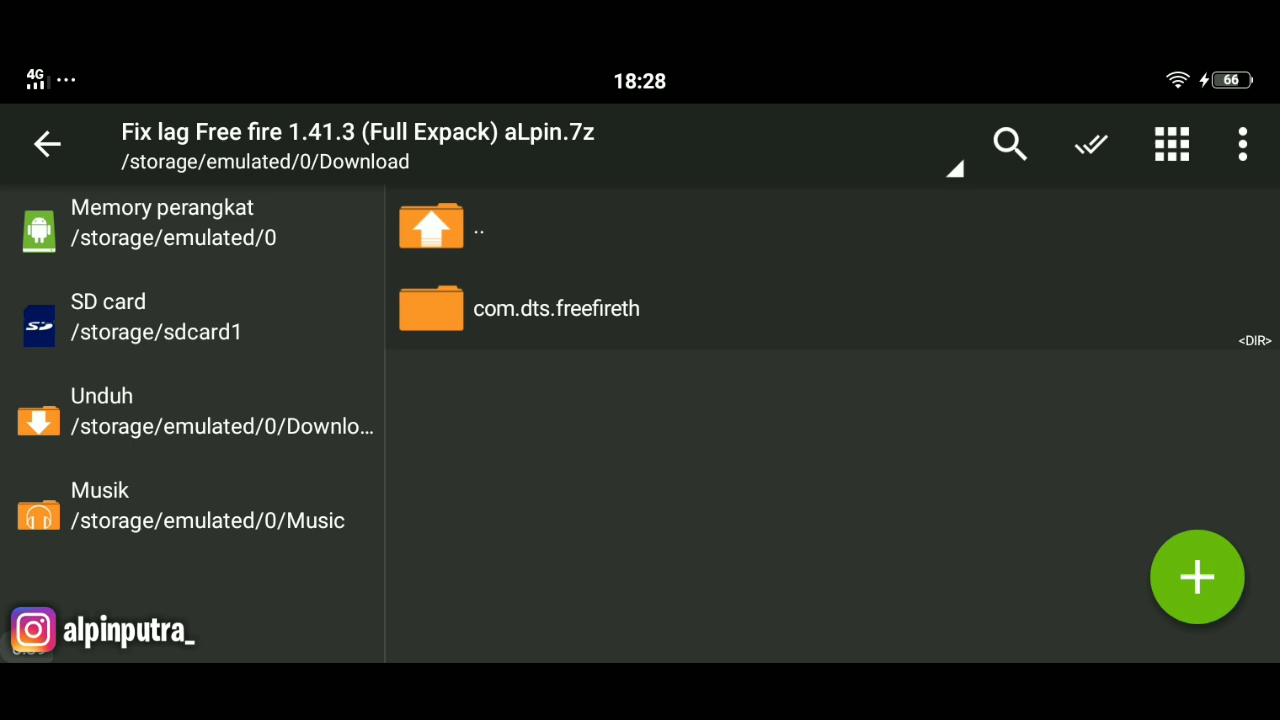 4G
18:28
66
Fix lag Free fire 1.41.3 (Full Expack) aLpin.7z
/storage/emulated/0/Download
Memory perangkat
/storage/emulated/0
SD card
/storage/sdcard1
Unduh
/storage/emulated/0/Downlo...
Musik
/storage/emulated/0/Music
..
com.dts.freefireth
<DIR>
alpinputra_